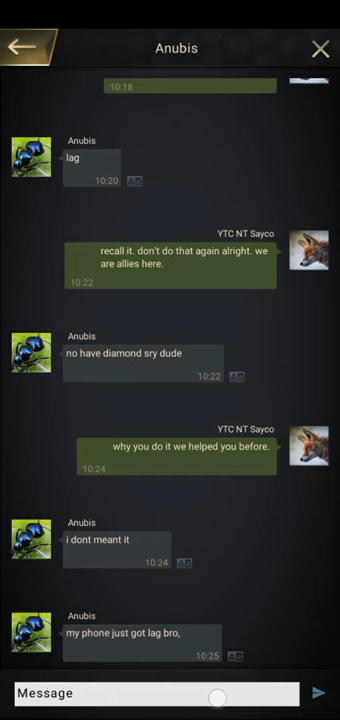 Anubis
10:18
Anubis
lag
10:20
YTC NT Sayco
recall it. don't do that again alright. we
are allies here.
10:22
Anubis
no have diamond sry dude
10:22
YTC NT Sayco
why you do it we helped you before.
10:24
Anubis
i dont meant it
10:24
Anubis
my phone just got lag bro,
10:25
Message